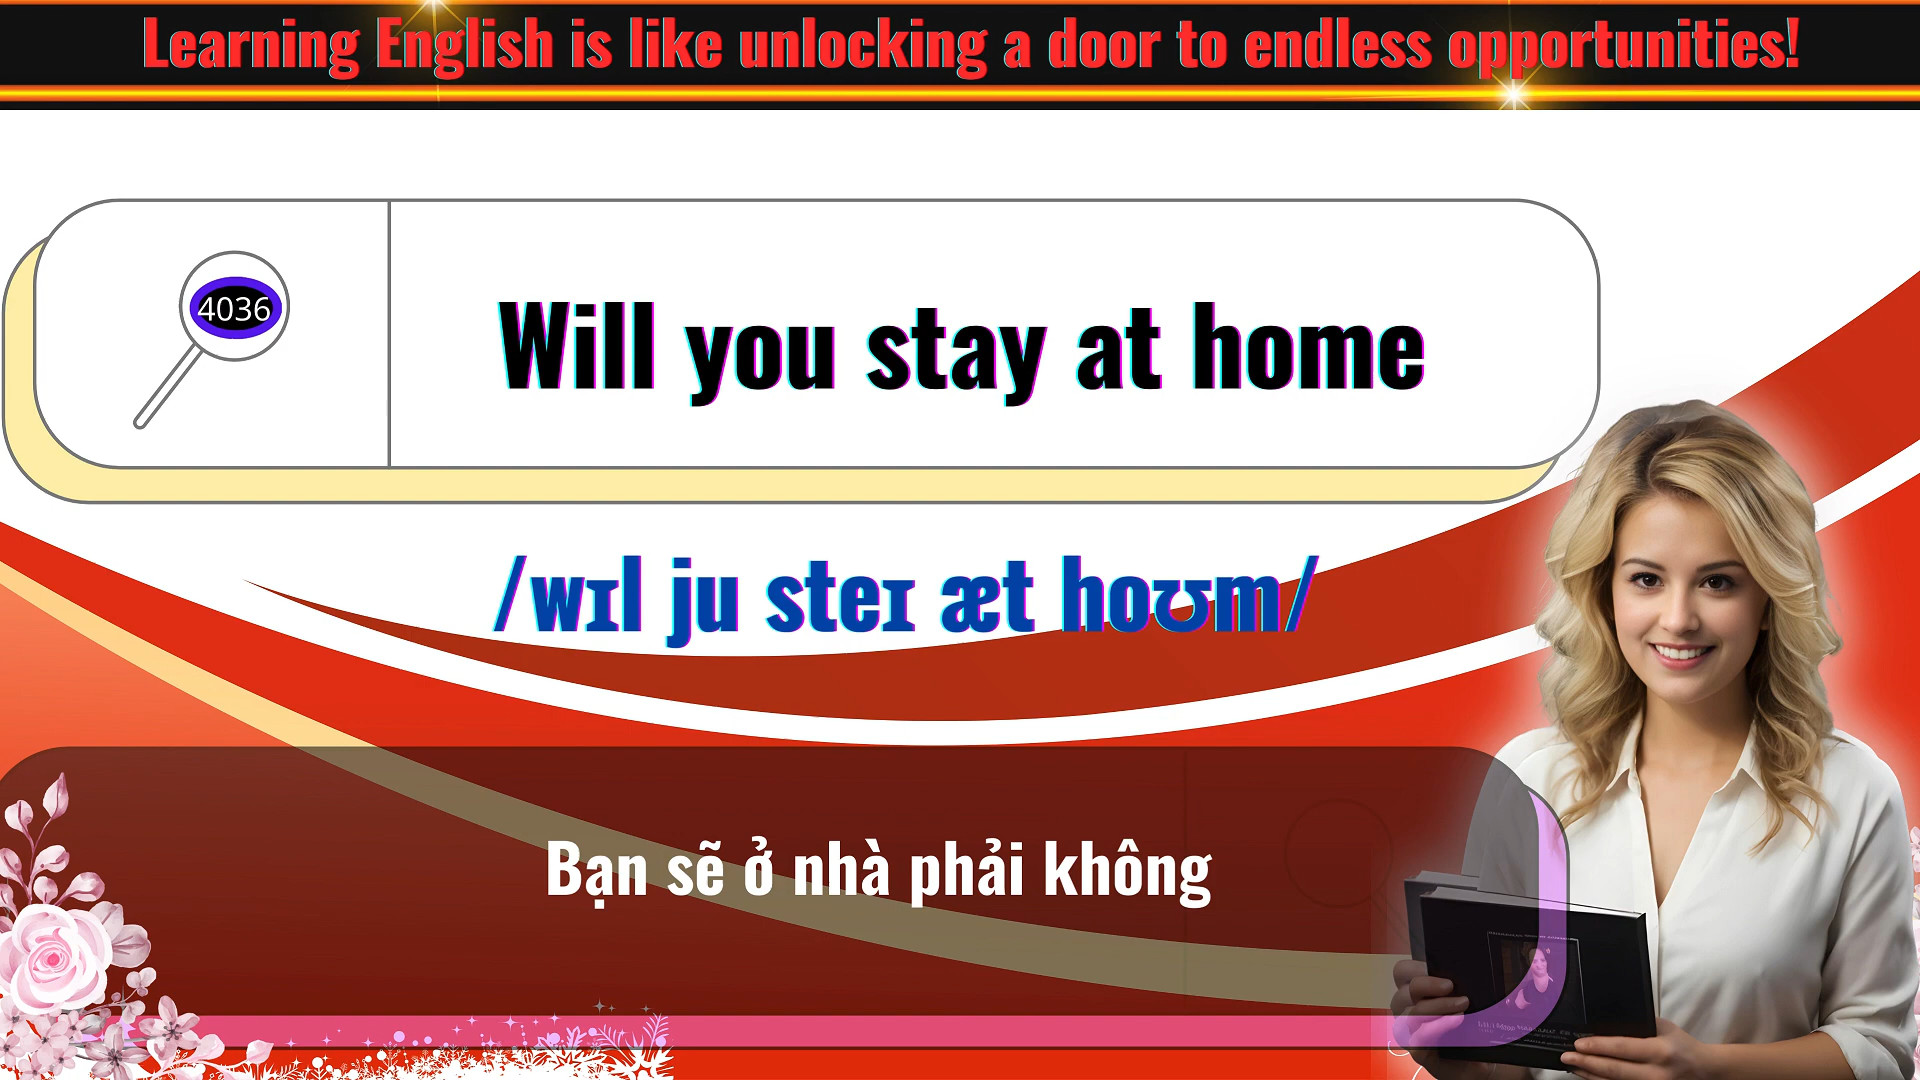 Learning English is like unlocking a door to endless opportunities!
4036
Will you stay at home
/wɪl ju steɪ æt hoʊm/
Bạn sẽ ở nhà phải không